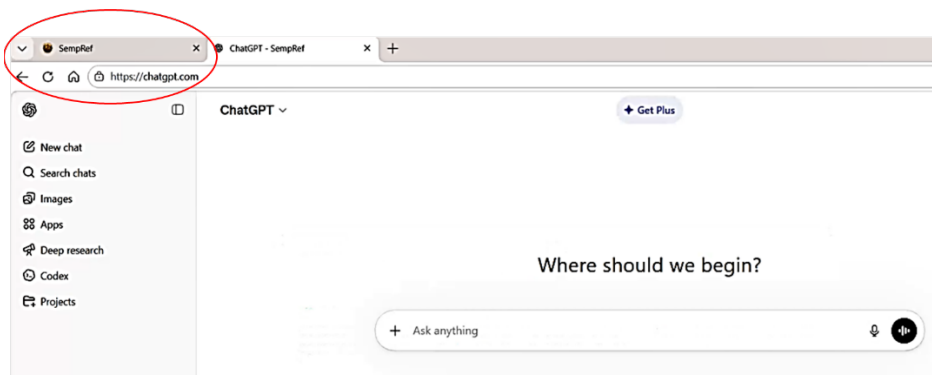 SempRef
ChatGPT - SempRef
https://chatgpt.com
ChatGPT
Get Plus
New chat
Search chats
Images
Apps
Deep research
Codex
Projects
Where should we begin?
Ask anything